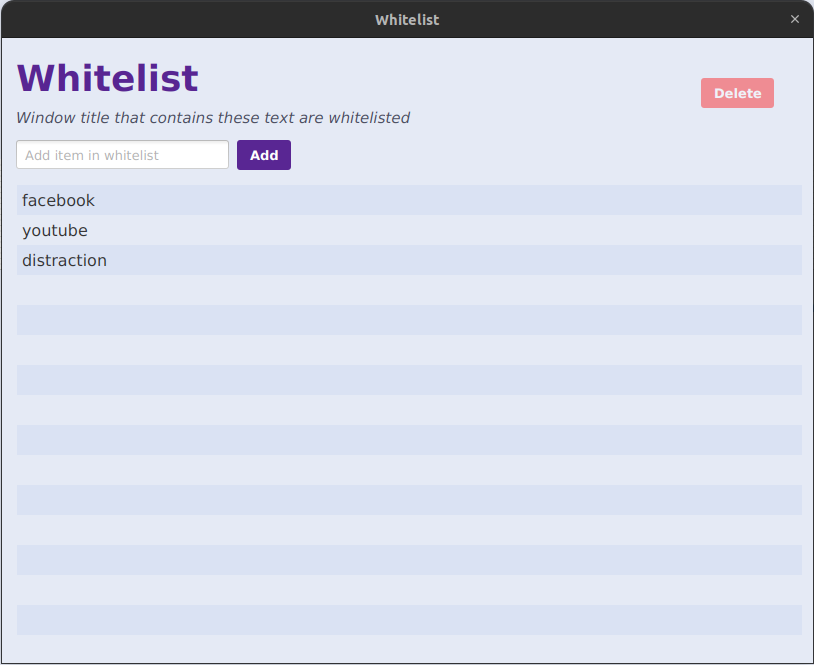 Whitelist
×
Whitelist
Delete
Window title that contains these text are whitelisted
Add item in whitelist
Add
facebook
youtube
distraction